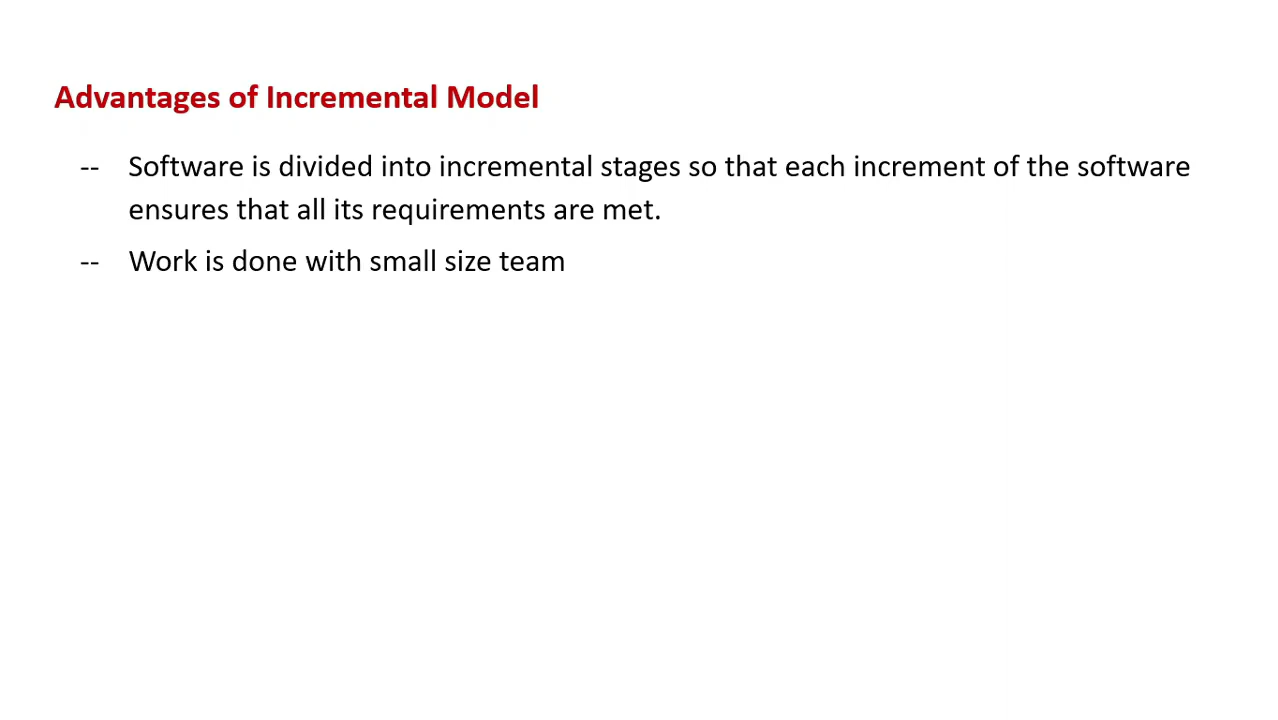 Advantages of Incremental Model
-- Software is divided into incremental stages so that each increment of the software
ensures that all its requirements are met.
-- Work is done with small size team